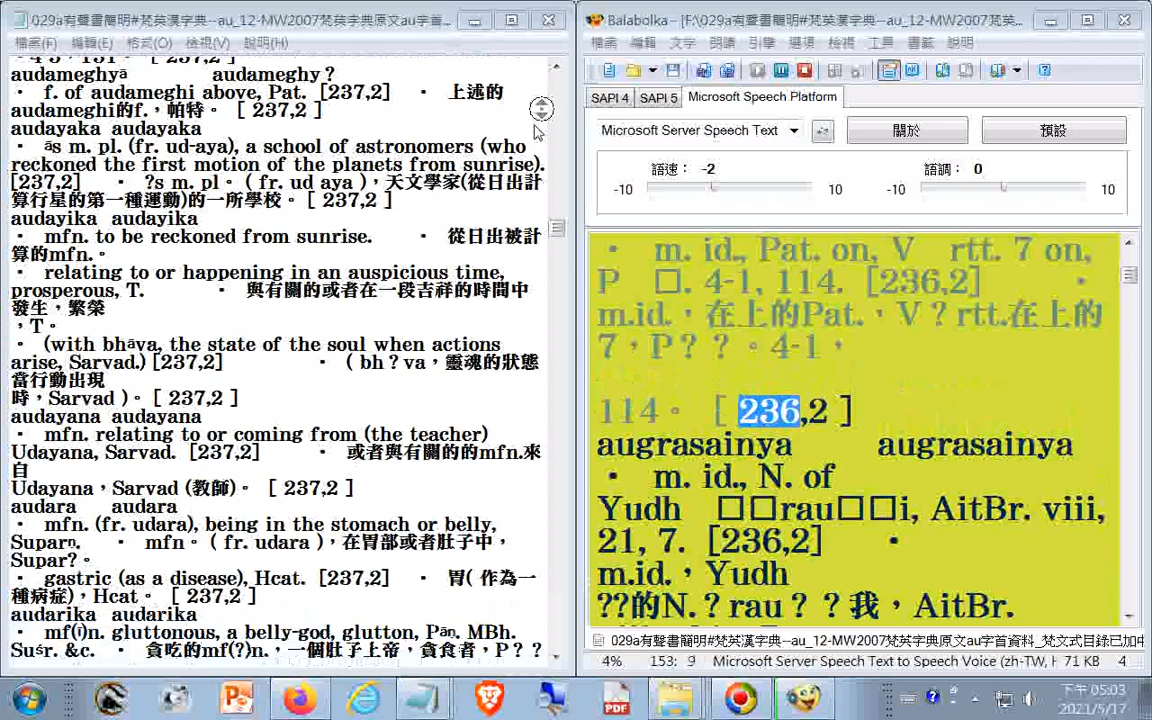 029a有聲書簡明#梵英漢字典--au_12-MW2007梵英字典原文au字首...
檔案(F) 編輯(E) 格式(O) 檢視(V) 說明(H)
audameghyā audameghy?
• f. of audameghi above, Pat. [237,2] • 上述的
audameghi的f.，帕特。 [ 237,2 ]
audayaka audayaka
• ās m. pl. (fr. ud-aya), a school of astronomers (who
reckoned the first motion of the planets from sunrise).
[237,2] • ?s m. pl。( fr. ud aya )，天文學家(從日出計
算行星的第一種運動)的一所學校。 [ 237,2 ]
audayika audayika
• mfn. to be reckoned from sunrise. • 從日出被計
算的mfn.。
• relating to or happening in an auspicious time,
prosperous, T. • 與有關的或者在一段吉祥的時間中
發生，繁榮
，T。
• (with bhāva, the state of the soul when actions
arise, Sarvad.) [237,2] • ( bh？va，靈魂的狀態
當行動出現
時，Sarvad )。 [ 237,2 ]
audayana audayana
• mfn. relating to or coming from (the teacher)
Udayana, Sarvad. [237,2] • 或者與有關的的mfn.來
自
Udayana，Sarvad (教師)。 [ 237,2 ]
audara audara
• mfn. (fr. udara), being in the stomach or belly,
Suparṇ. • mfn。( fr. udara )，在胃部或者肚子中，
Supar?。
• gastric (as a disease), Hcat. [237,2] • 胃( 作為一
種病症)，Hcat。 [ 237,2 ]
audarika audarika
• mf(ī)n. gluttonous, a belly-god, glutton, Pāṇ. MBh.
Suśr. &c. • 貪吃的mf(?)n.，一個肚子上帝，貪食者，P？？
Balabolka - [F:\029a有聲書簡明#梵英漢字典--au_12-MW2007梵英...
檔案 編輯 文字 朗讀 引擎 選項 檢視 工具 書籤 說明
SAPI 4 SAPI 5 Microsoft Speech Platform
Microsoft Server Speech Text 關於 預設
語速： -2 語調： 0
-10 10 -10 10
• m. id., Pat. on, V rtt. 7 on,
P □. 4-1, 114. [236,2] •
m.id.，在上的Pat.，V？rtt.在上的
7，P？？。4-1，
114。 [ 236,2 ]
augrasainya augrasainya
• m. id., N. of
Yudh □□rau□□i, AitBr. viii,
21, 7. [236,2] •
m.id.，Yudh
??的N.？rau？？我，AitBr.
029a有聲書簡明#梵英漢字典--au_12-MW2007梵英字典原文au字首資料_梵文式目錄已加中
4% 153: 9 Microsoft Server Speech Text to Speech Voice (zh-TW, H 71 KB 4
下午 05:03
2021/5/17